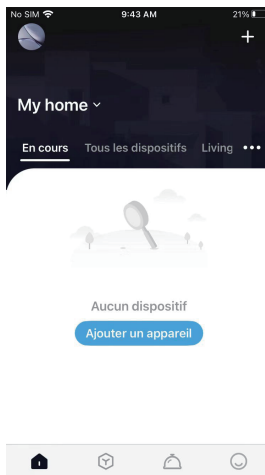 No SIM 9:43 AM 21%
My home
En cours Tous les dispositifs Living
Aucun dispositif
Ajouter un appareil